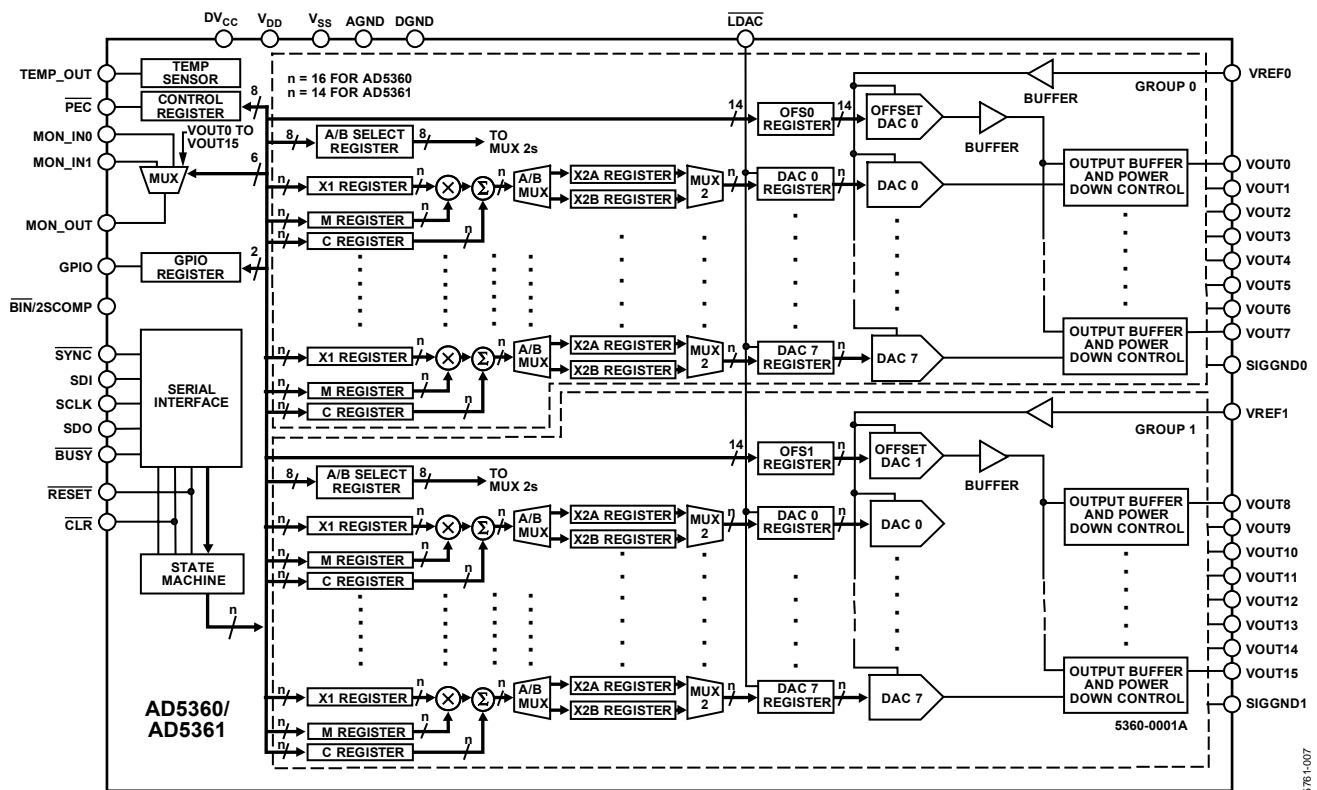 DVCC
VDD
VSS
AGND
DGND
LDAC
TEMP_OUT
PEC
MON_IN0
MON_IN1
MON_OUT
GPIO
BIN/2SCOMP
SYNC
SDI
SCLK
SDO
BUSY
RESET
CLR
TEMP
SENSOR
CONTROL
REGISTER
8
VOUT0 TO
VOUT15
MUX
6
GPIO
REGISTER
2
SERIAL
INTERFACE
STATE
MACHINE
n
AD5360/
AD5361
n = 16 FOR AD5360
n = 14 FOR AD5361
8
A/B SELECT
REGISTER
8
TO
MUX 2s
14
OFS0
REGISTER
14
OFFSET
DAC 0
BUFFER
BUFFER
GROUP 0
VREF0
n
X1 REGISTER
n
n
M REGISTER
n
n
C REGISTER
n
Σ
n
A/B
MUX
X2A REGISTER
X2B REGISTER
MUX
2
n
DAC 0
REGISTER
n
DAC 0
OUTPUT BUFFER
AND POWER
DOWN CONTROL
VOUT0
VOUT1
VOUT2
VOUT3
VOUT4
VOUT5
VOUT6
VOUT7
SIGGND0
n
X1 REGISTER
n
n
M REGISTER
n
n
C REGISTER
n
Σ
n
A/B
MUX
X2A REGISTER
X2B REGISTER
MUX
2
n
DAC 7
REGISTER
n
DAC 7
OUTPUT BUFFER
AND POWER
DOWN CONTROL
VREF1
GROUP 1
8
A/B SELECT
REGISTER
8
TO
MUX 2s
14
OFS1
REGISTER
n
OFFSET
DAC 1
BUFFER
n
X1 REGISTER
n
n
M REGISTER
n
n
C REGISTER
n
Σ
n
A/B
MUX
X2A REGISTER
X2B REGISTER
MUX
2
n
DAC 0
REGISTER
n
DAC 0
OUTPUT BUFFER
AND POWER
DOWN CONTROL
VOUT8
VOUT9
VOUT10
VOUT11
VOUT12
VOUT13
VOUT14
VOUT15
SIGGND1
n
X1 REGISTER
n
n
M REGISTER
n
n
C REGISTER
n
Σ
n
A/B
MUX
X2A REGISTER
X2B REGISTER
MUX
2
n
DAC 7
REGISTER
n
DAC 7
OUTPUT BUFFER
AND POWER
DOWN CONTROL
5360-0001A